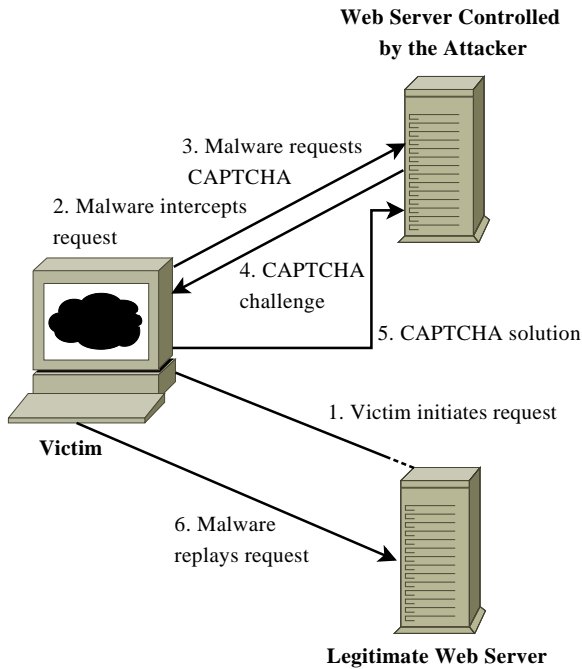 Web Server Controlled
by the Attacker
3. Malware requests
CAPTCHA
2. Malware intercepts
request
4. CAPTCHA
challenge
5. CAPTCHA solution
1. Victim initiates request
Victim
6. Malware
replays request
Legitimate Web Server